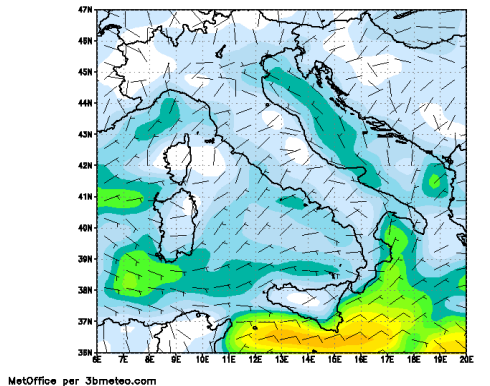 47N
46N
45N
44N
43N
42N
41N
40N
39N
38N
37N
36N
6E 7E 8E 9E 10E 11E 12E 13E 14E 15E 16E 17E 18E 19E 20E
MetOffice per 3bmeteo.com